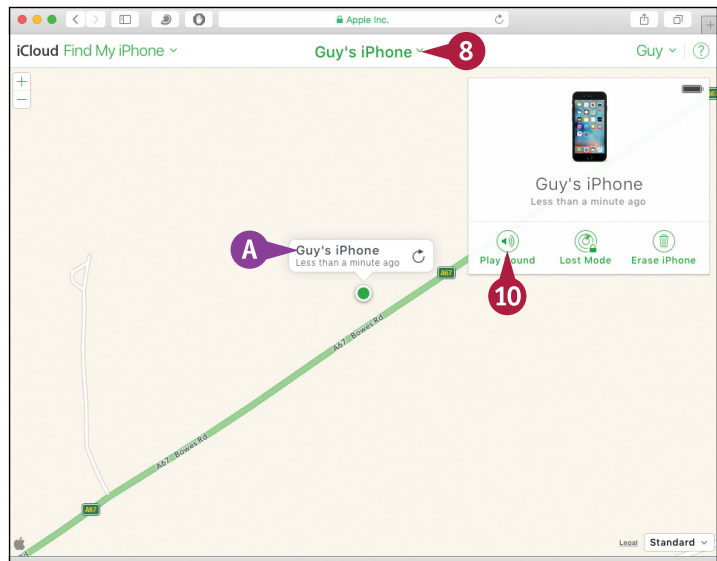 Apple Inc.
iCloud Find My iPhone
Guy's iPhone
8
Guy
?
+
−
Guy's iPhone
Less than a minute ago
Play Sound
Lost Mode
Erase iPhone
10
A
Guy's iPhone
Less than a minute ago
A67
A67 Bowes Rd
A67 Bowes Rd
A67
Rd
Legal
Standard